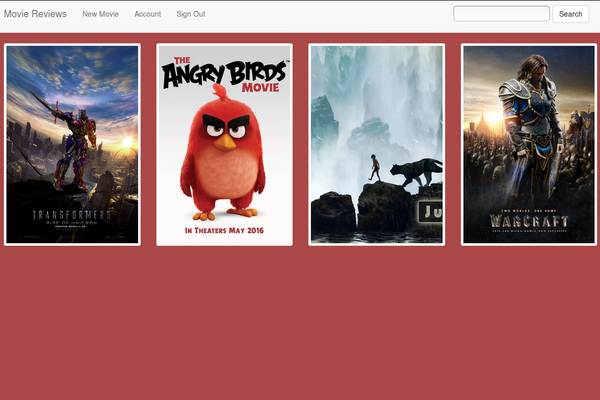 Movie Reviews New Movie Account Sign Out Search
THE
ANGRY BIRDS™
MOVIE
IN THEATERS MAY 2016
TRANSFORMERS
RISE OF UNICRON
Ju
TWO WORLDS. ONE HOME
WARCRAFT